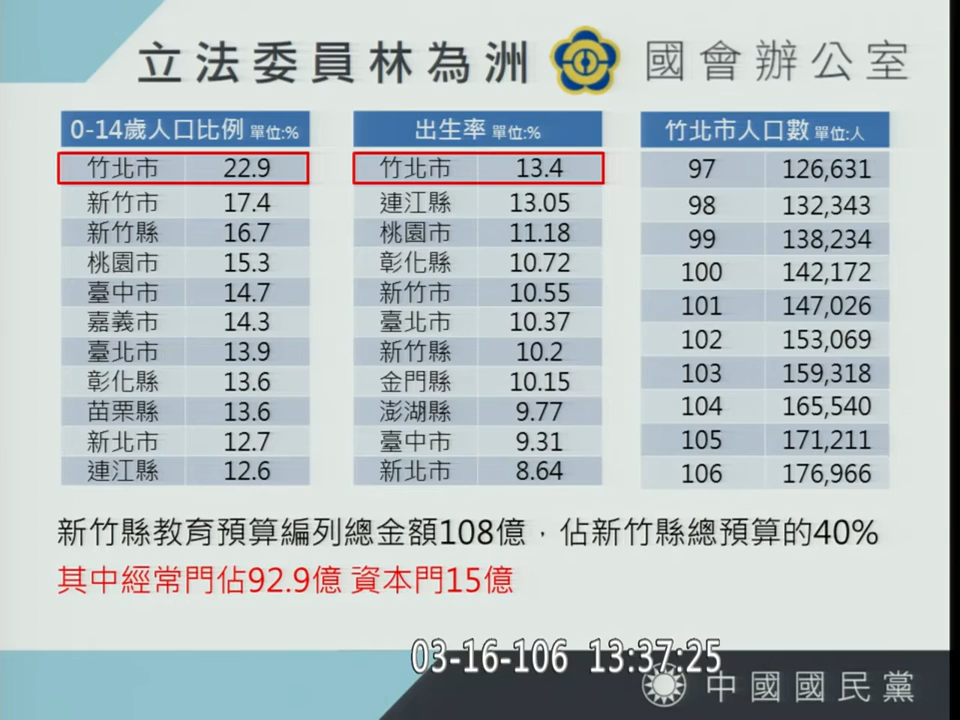 立法委員林為洲 國會辦公室
0-14歲人口比例 單位:%
竹北市 22.9
新竹市 17.4
新竹縣 16.7
桃園市 15.3
臺中市 14.7
嘉義市 14.3
臺北市 13.9
彰化縣 13.6
苗栗縣 13.6
新北市 12.7
連江縣 12.6
出生率 單位:%
竹北市 13.4
連江縣 13.05
桃園市 11.18
彰化縣 10.72
新竹市 10.55
臺北市 10.37
新竹縣 10.2
金門縣 10.15
澎湖縣 9.77
臺中市 9.31
新北市 8.64
竹北市人口數 單位:人
97 126,631
98 132,343
99 138,234
100 142,172
101 147,026
102 153,069
103 159,318
104 165,540
105 171,211
106 176,966
新竹縣教育預算編列總金額108億，佔新竹縣總預算的40%
其中經常門佔92.9億 資本門15億
03-16-106 13:37:25
中國國民黨